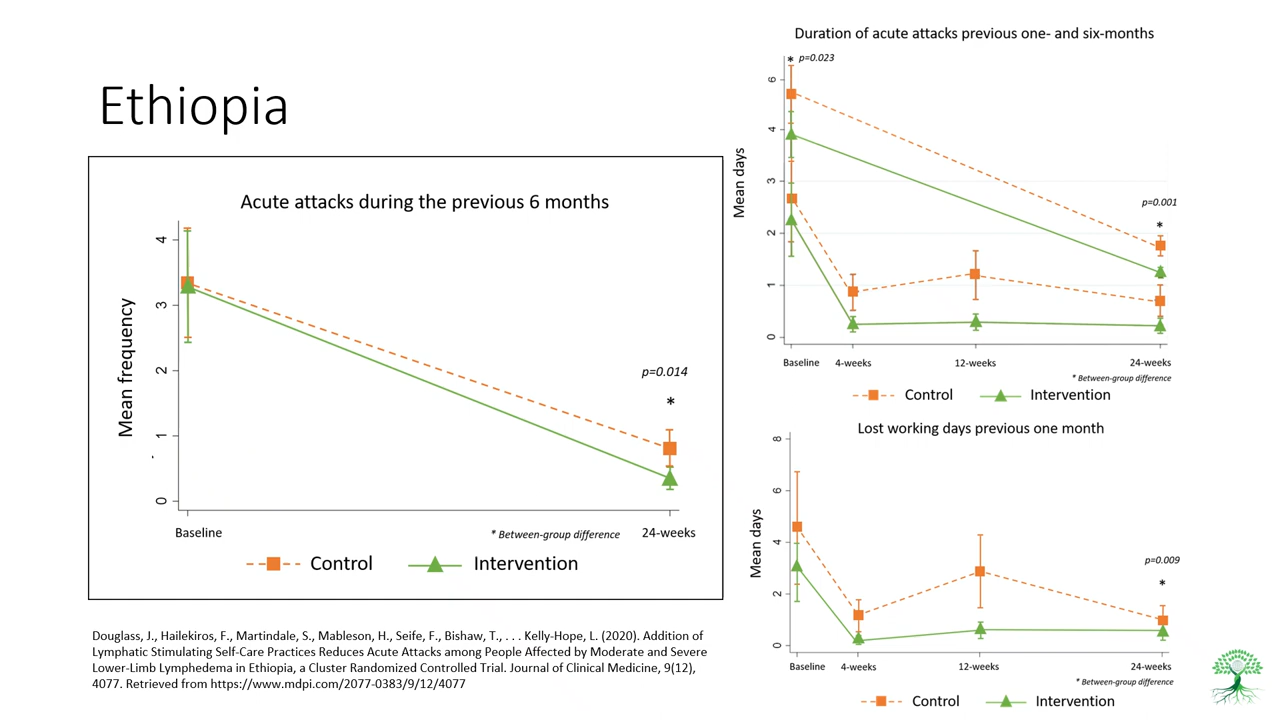 Ethiopia
Acute attacks during the previous 6 months
Mean frequency
4
3
2
1
0
p=0.014
*
Baseline
* Between-group difference
24-weeks
Control
Intervention
Douglass, J., Hailekiros, F., Martindale, S., Mableson, H., Seife, F., Bishaw, T., . . . Kelly-Hope, L. (2020). Addition of
Lymphatic Stimulating Self-Care Practices Reduces Acute Attacks among People Affected by Moderate and Severe
Lower-Limb Lymphedema in Ethiopia, a Cluster Randomized Controlled Trial. Journal of Clinical Medicine, 9(12),
4077. Retrieved from https://www.mdpi.com/2077-0383/9/12/4077
Duration of acute attacks previous one- and six-months
* p=0.023
Mean days
6
4
3
2
1
0
p=0.001
*
Baseline 4-weeks 12-weeks 24-weeks
* Between-group difference
Control Intervention
Lost working days previous one month
Mean days
8
6
4
2
0
p=0.009
*
Baseline 4-weeks 12-weeks 24-weeks
* Between-group difference
Control Intervention